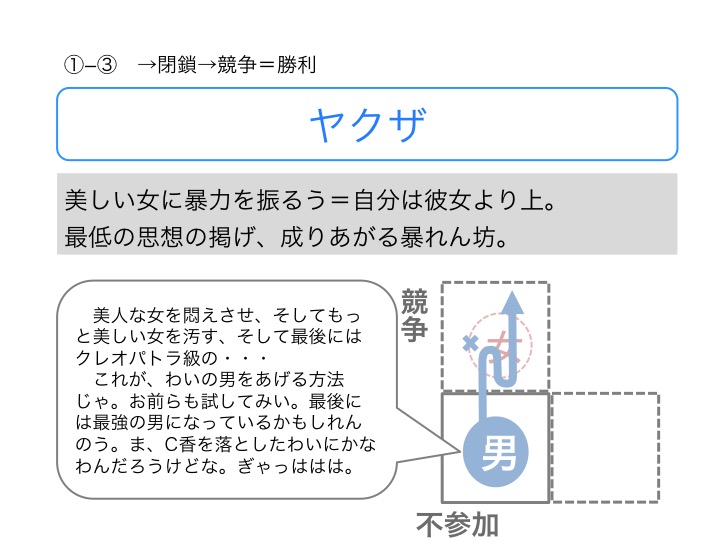 ①–③　→閉鎖→競争＝勝利
ヤクザ
美しい女に暴力を振るう＝自分は彼女より上。
最低の思想の掲げ、成りあがる暴れん坊。
　美人な女を悶えさせ、そしてもっ
と美しい女を汚す、そして最後には
クレオパトラ級の・・・
　これが、わいの男をあげる方法
じゃ。お前らも試してみい。最後に
は最強の男になっているかもしれん
のう。ま、C香を落としたわいにかな
わんだろうけどな。ぎゃっははは。
競争
女
男
不参加